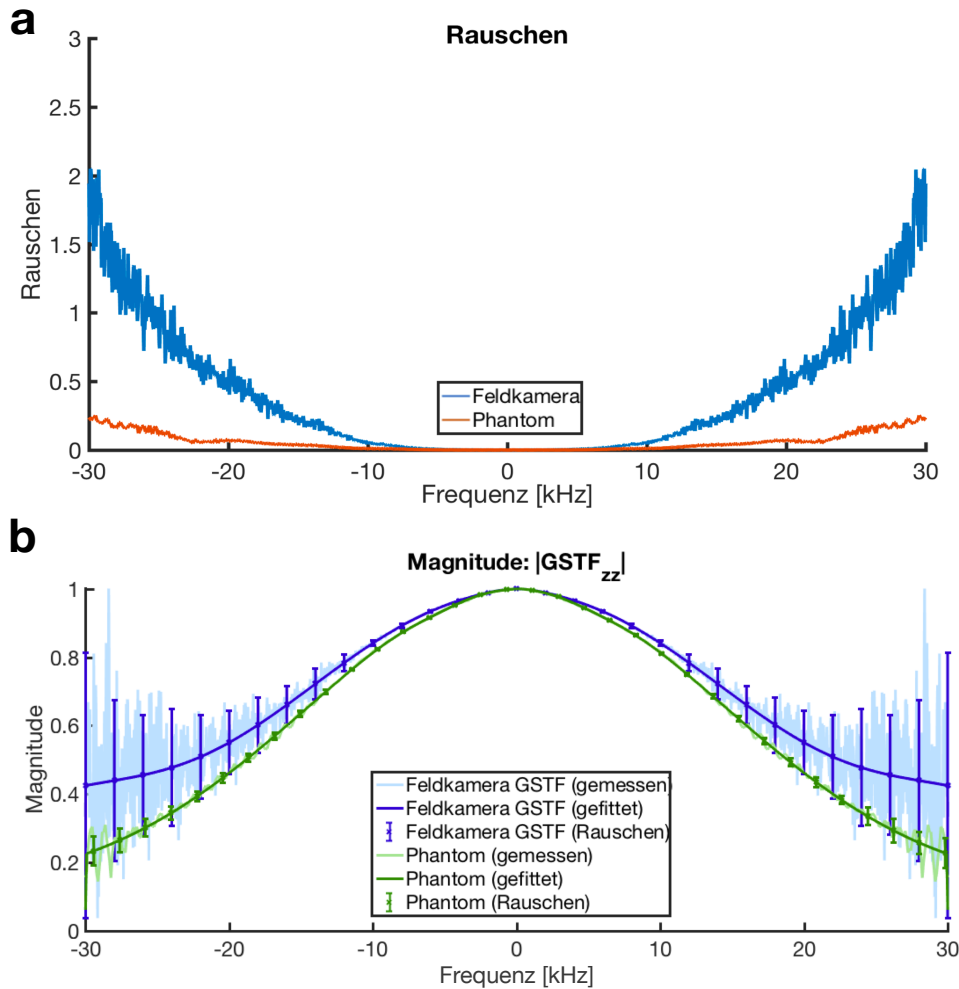 a
Rauschen
3
2.5
2
1.5
1
0.5
0
Rauschen
Feldkamera
Phantom
-30 -20 -10 0 10 20 30
Frequenz [kHz]
b
Magnitude: |GSTFzz|
1
0.8
0.6
0.4
0.2
0
Magnitude
Feldkamera GSTF (gemessen)
Feldkamera GSTF (gefittet)
Feldkamera GSTF (Rauschen)
Phantom (gemessen)
Phantom (gefittet)
Phantom (Rauschen)
-30 -20 -10 0 10 20 30
Frequenz [kHz]